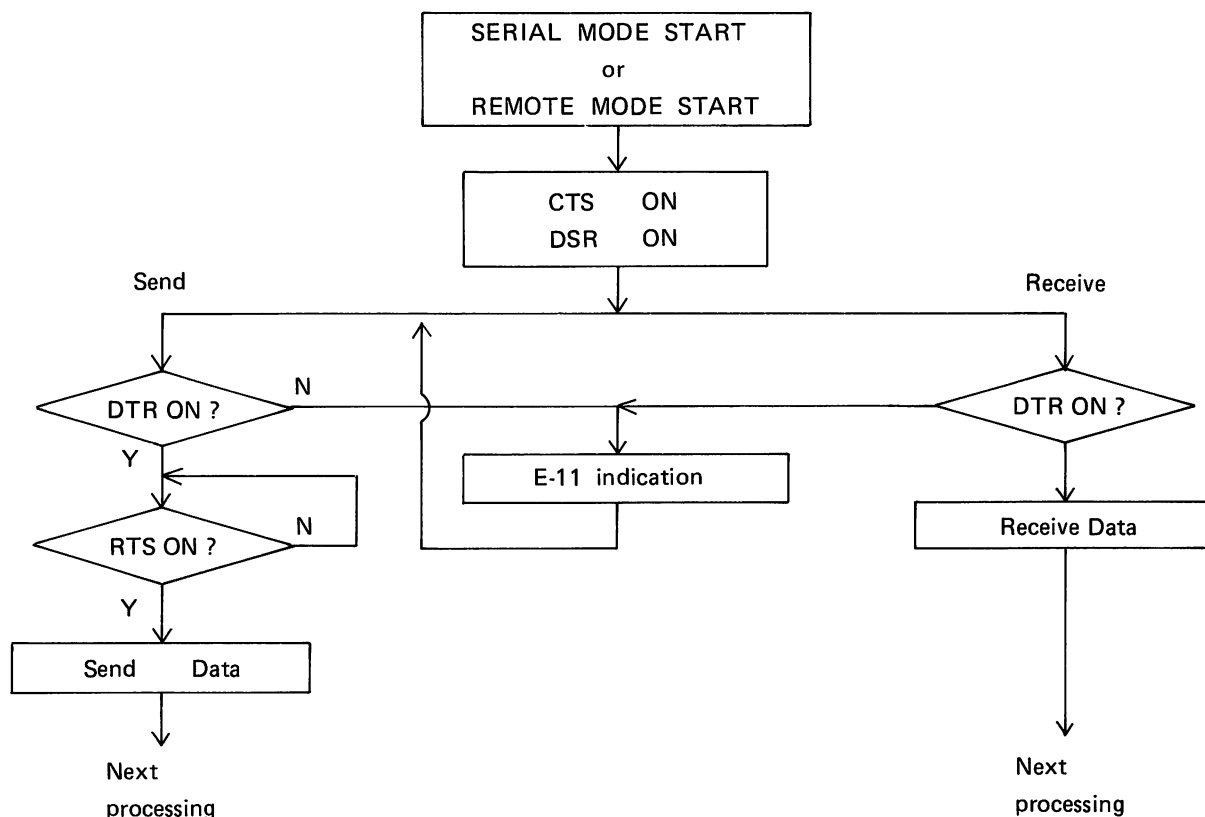 SERIAL MODE START
or
REMOTE MODE START
CTS ON
DSR ON
Send
Receive
DTR ON ?
N
DTR ON ?
Y
E-11 indication
RTS ON ?
N
Receive Data
Y
Send Data
Next
processing
Next
processing